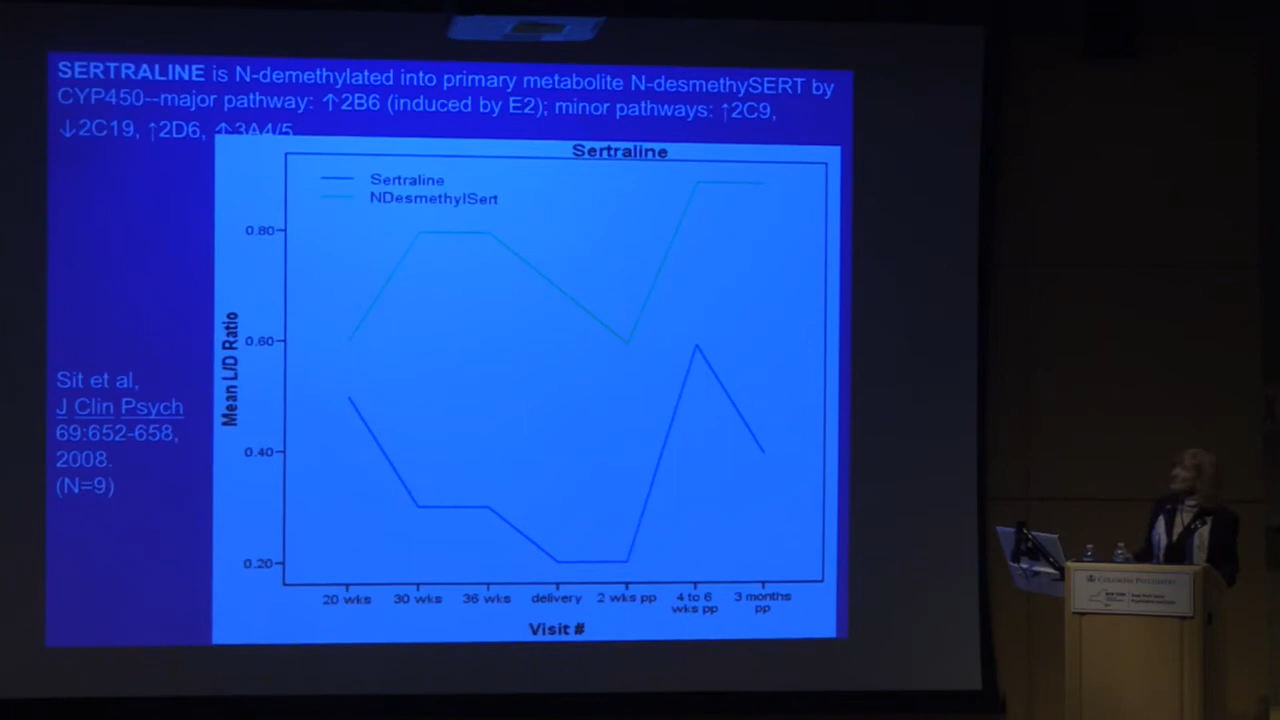 SERTRALINE is N-demethylated into primary metabolite N-desmethySERT by
CYP450--major pathway: ↑2B6 (induced by E2); minor pathways: ↑2C9,
↓2C19, ↑2D6, ↑3A4/5
Sertraline
Sertraline
NDesmethylSert
0.80
0.60
0.40
0.20
Mean L/D Ratio
20 wks
30 wks
36 wks
delivery
2 wks pp
4 to 6
wks pp
3 months
pp
Visit #
Sit et al,
J Clin Psych
69:652-658,
2008.
(N=9)
COLUMBIA PSYCHIATRY